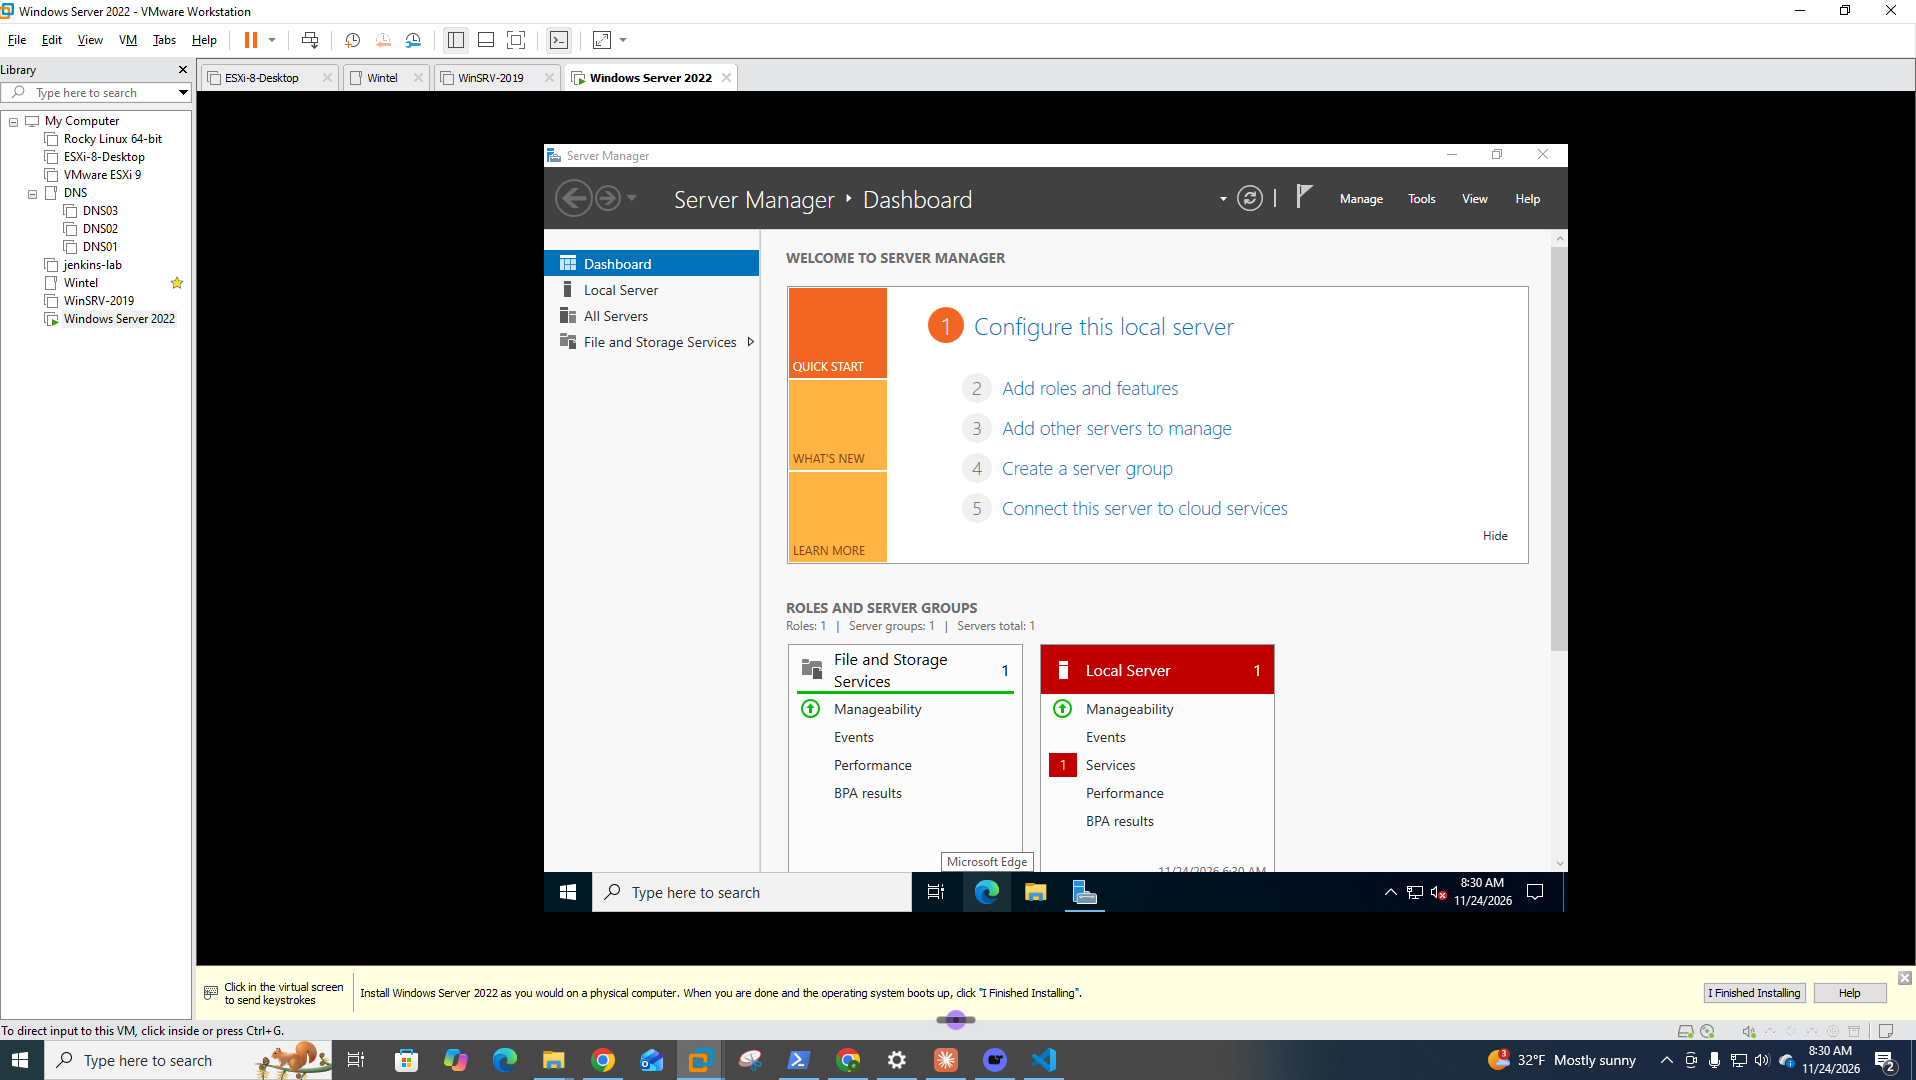 Windows Server 2022 - VMware Workstation
File Edit View VM Tabs Help
Library
Type here to search
My Computer
Rocky Linux 64-bit
ESXi-8-Desktop
VMware ESXi 9
DNS
DNS03
DNS02
DNS01
jenkins-lab
Wintel
WinSRV-2019
Windows Server 2022
ESXi-8-Desktop Wintel WinSRV-2019 Windows Server 2022
Server Manager
Server Manager Dashboard
Manage Tools View Help
Dashboard
Local Server
All Servers
File and Storage Services
WELCOME TO SERVER MANAGER
QUICK START
WHAT'S NEW
LEARN MORE
1 Configure this local server
2 Add roles and features
3 Add other servers to manage
4 Create a server group
5 Connect this server to cloud services
Hide
ROLES AND SERVER GROUPS
Roles: 1 | Server groups: 1 | Servers total: 1
File and Storage
Services
1
Manageability
Events
Performance
BPA results
Local Server 1
Manageability
Events
1 Services
Performance
BPA results
11/24/2026 6:30 AM
Microsoft Edge
Type here to search
8:30 AM
11/24/2026
Click in the virtual screen
to send keystrokes
Install Windows Server 2022 as you would on a physical computer. When you are done and the operating system boots up, click "I Finished Installing".
I Finished Installing
Help
To direct input to this VM, click inside or press Ctrl+G.
Type here to search
3
32°F Mostly sunny
8:30 AM
11/24/2026
2